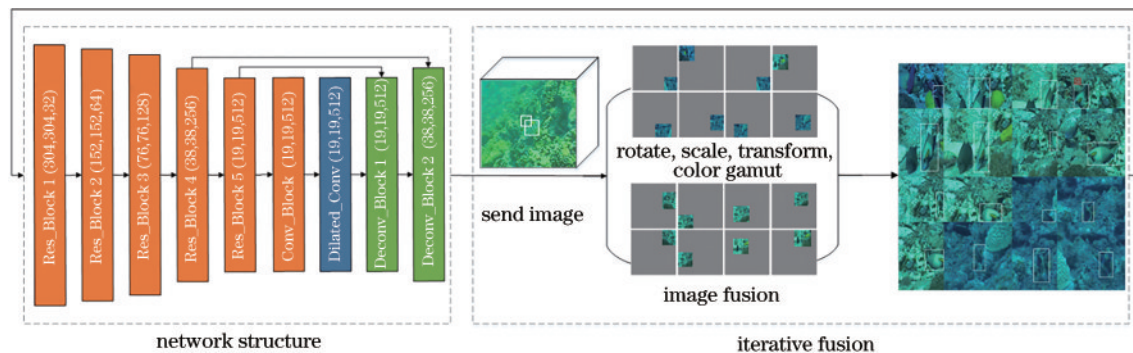 Res_Block 1 (304,304,32)
Res_Block 2 (152,152,64)
Res_Block 3 (76,76,128)
Res_Block 4 (38,38,256)
Res_Block 5 (19,19,512)
Conv_Block (19,19,512)
Dilated_Conv (19,19,512)
Deconv_Block 1 (19,19,512)
Deconv_Block 2 (38,38,256)
network structure
send image
rotate, scale, transform,
color gamut
image fusion
iterative fusion